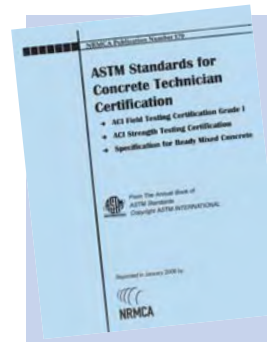 NRMCA Publication Number
ASTM Standards for
Concrete Technician
Certification
ACI Field Testing Certification Grade I
ACI Strength Testing Certification
Specification for Ready Mixed Concrete
From The Annual Book of
ASTM Standards
Copyright ASTM INTERNATIONAL
Reprinted in January 2008 by:
NRMCA